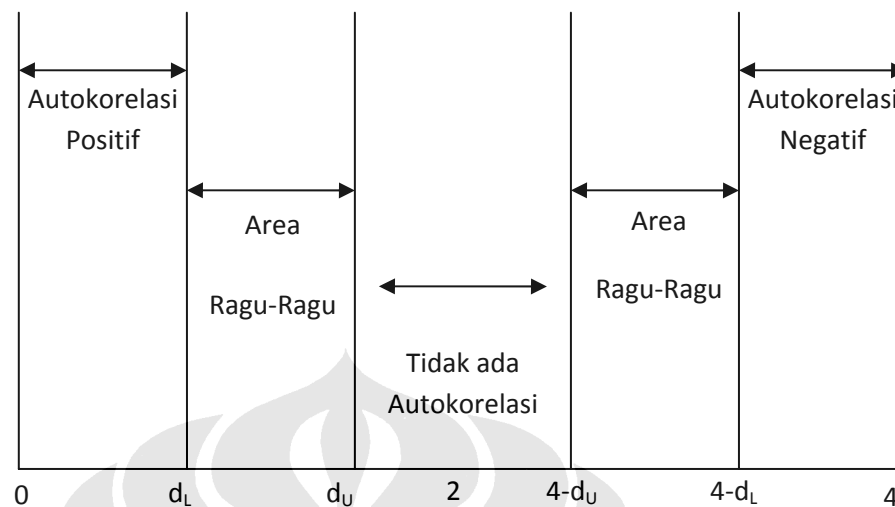 Autokorelasi
Positif
Autokorelasi
Negatif
Area
Ragu-Ragu
Area
Ragu-Ragu
Tidak ada
Autokorelasi
0 dL dU 2 4-dU 4-dL 4